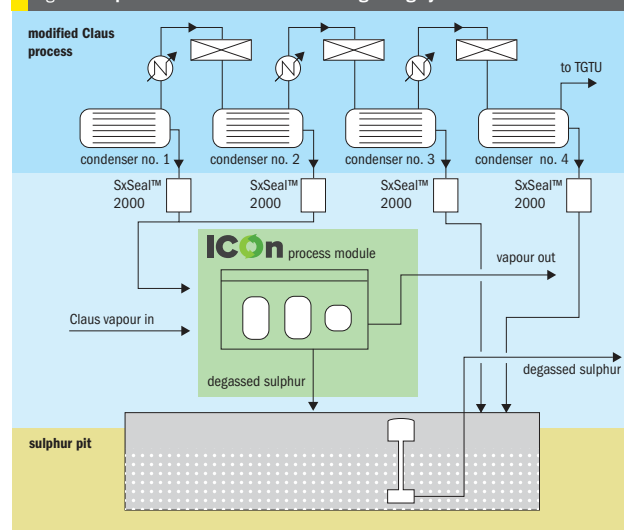 modified Claus
process
to TGTU
condenser no. 1
condenser no. 2
condenser no. 3
condenser no. 4
SxSeal™
2000
SxSeal™
2000
SxSeal™
2000
SxSeal™
2000
ICOn process module
vapour out
Claus vapour in
degassed sulphur
degassed sulphur
sulphur pit